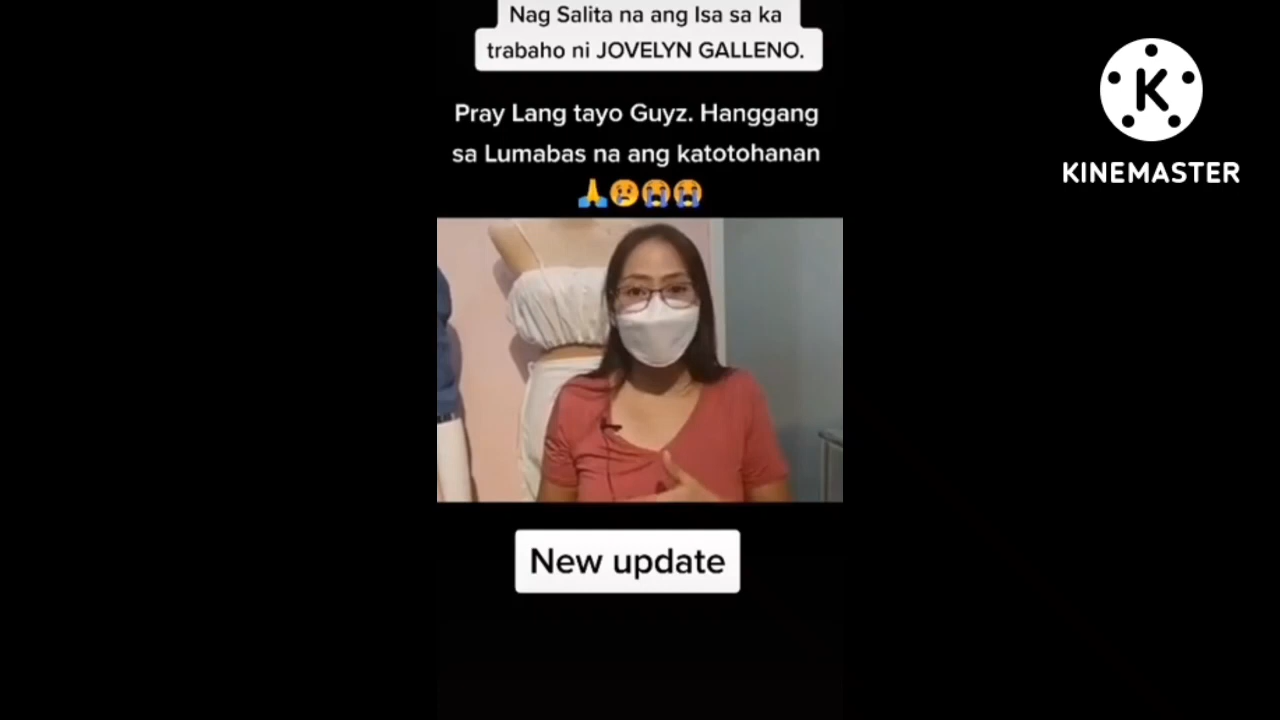 Nag Salita na ang Isa sa ka
trabaho ni JOVELYN GALLENO.
Pray Lang tayo Guyz. Hanggang
sa Lumabas na ang katotohanan
🙏😢😭😭
New update
K
KINEMASTER